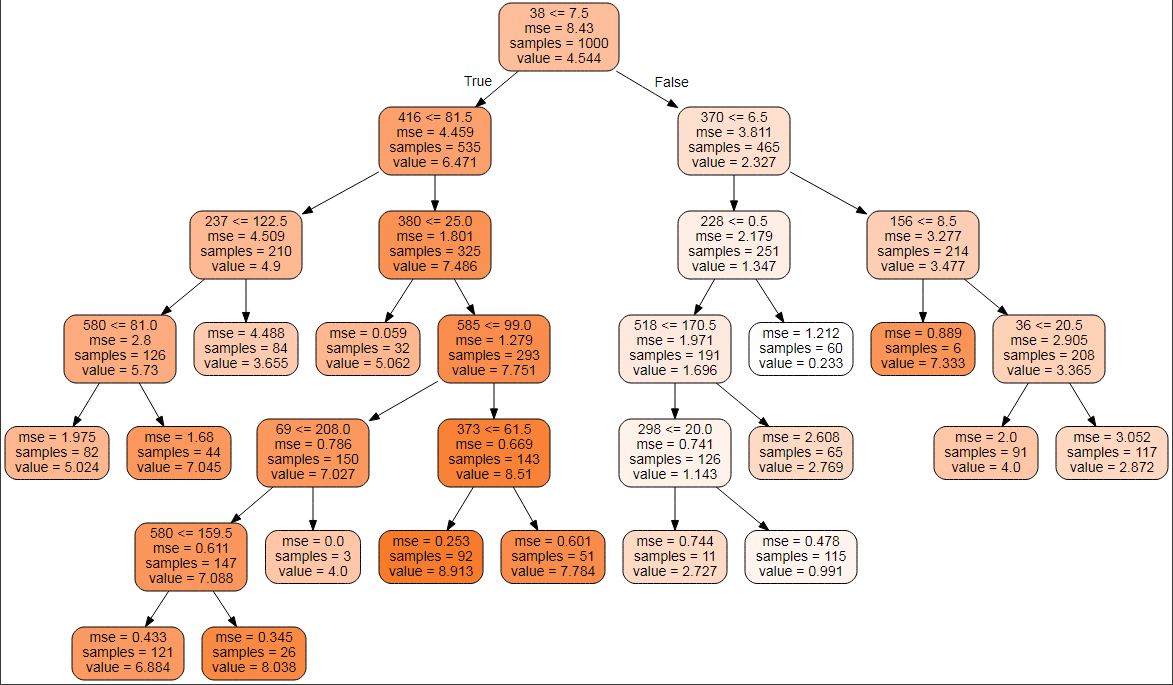 38 <= 7.5
mse = 8.43
samples = 1000
value = 4.544
True
False
416 <= 81.5
mse = 4.459
samples = 535
value = 6.471
370 <= 6.5
mse = 3.811
samples = 465
value = 2.327
237 <= 122.5
mse = 4.509
samples = 210
value = 4.9
380 <= 25.0
mse = 1.801
samples = 325
value = 7.486
228 <= 0.5
mse = 2.179
samples = 251
value = 1.347
156 <= 8.5
mse = 3.277
samples = 214
value = 3.477
580 <= 81.0
mse = 2.8
samples = 126
value = 5.73
mse = 4.488
samples = 84
value = 3.655
mse = 0.059
samples = 32
value = 5.062
585 <= 99.0
mse = 1.279
samples = 293
value = 7.751
518 <= 170.5
mse = 1.971
samples = 191
value = 1.696
mse = 1.212
samples = 60
value = 0.233
mse = 0.889
samples = 6
value = 7.333
36 <= 20.5
mse = 2.905
samples = 208
value = 3.365
mse = 1.975
samples = 82
value = 5.024
mse = 1.68
samples = 44
value = 7.045
69 <= 208.0
mse = 0.786
samples = 150
value = 7.027
373 <= 61.5
mse = 0.669
samples = 143
value = 8.51
298 <= 20.0
mse = 0.741
samples = 126
value = 1.143
mse = 2.608
samples = 65
value = 2.769
mse = 2.0
samples = 91
value = 4.0
mse = 3.052
samples = 117
value = 2.872
580 <= 159.5
mse = 0.611
samples = 147
value = 7.088
mse = 0.0
samples = 3
value = 4.0
mse = 0.253
samples = 92
value = 8.913
mse = 0.601
samples = 51
value = 7.784
mse = 0.744
samples = 11
value = 2.727
mse = 0.478
samples = 115
value = 0.991
mse = 0.433
samples = 121
value = 6.884
mse = 0.345
samples = 26
value = 8.038